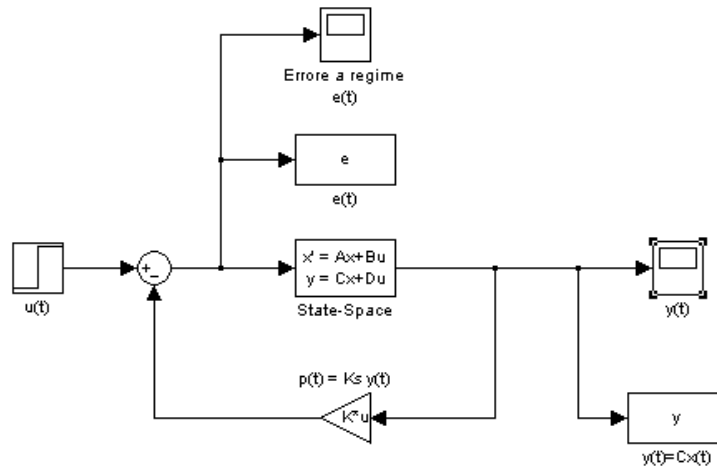 Errore a regime
e(t)
e
e(t)
x' = Ax+Bu
y = Cx+Du
State-Space
u(t)
y(t)
p(t) = Ks y(t)
K*u
y
y(t)=Cx(t)